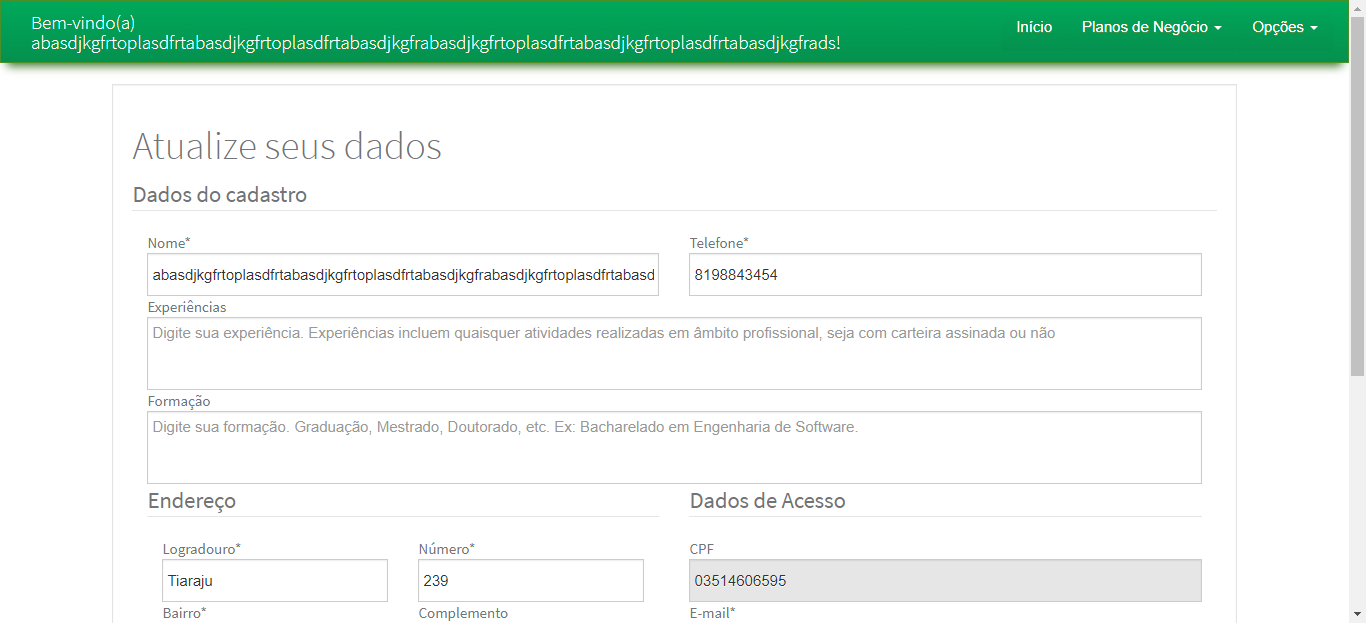 Bem-vindo(a)
abasdjkgfrtoplasdfrtabasdjkgfrtoplasdfrtabasdjkgfrabasdjkgfrtoplasdfrtabasdjkgfrtoplasdfrtabasdjkgfrads!
Início Planos de Negócio Opções
Atualize seus dados
Dados do cadastro
Nome* Telefone*
abasdjkgfrtoplasdfrtabasdjkgfrtoplasdfrtabasdjkgfrabasdjkgfrtoplasdfrtabasd 8198843454
Experiências
Digite sua experiência. Experiências incluem quaisquer atividades realizadas em âmbito profissional, seja com carteira assinada ou não
Formação
Digite sua formação. Graduação, Mestrado, Doutorado, etc. Ex: Bacharelado em Engenharia de Software.
Endereço Dados de Acesso
Logradouro* Número* CPF
Tiaraju 239 03514606595
Bairro* Complemento E-mail*